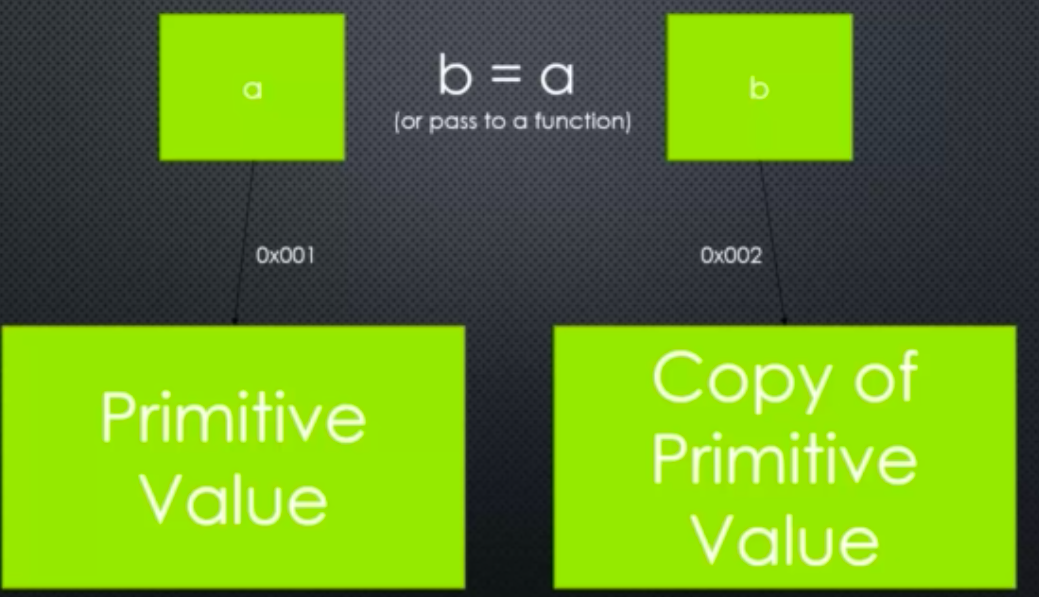 a
b = a
(or pass to a function)
b
0x001
0x002
Primitive
Value
Copy of
Primitive
Value